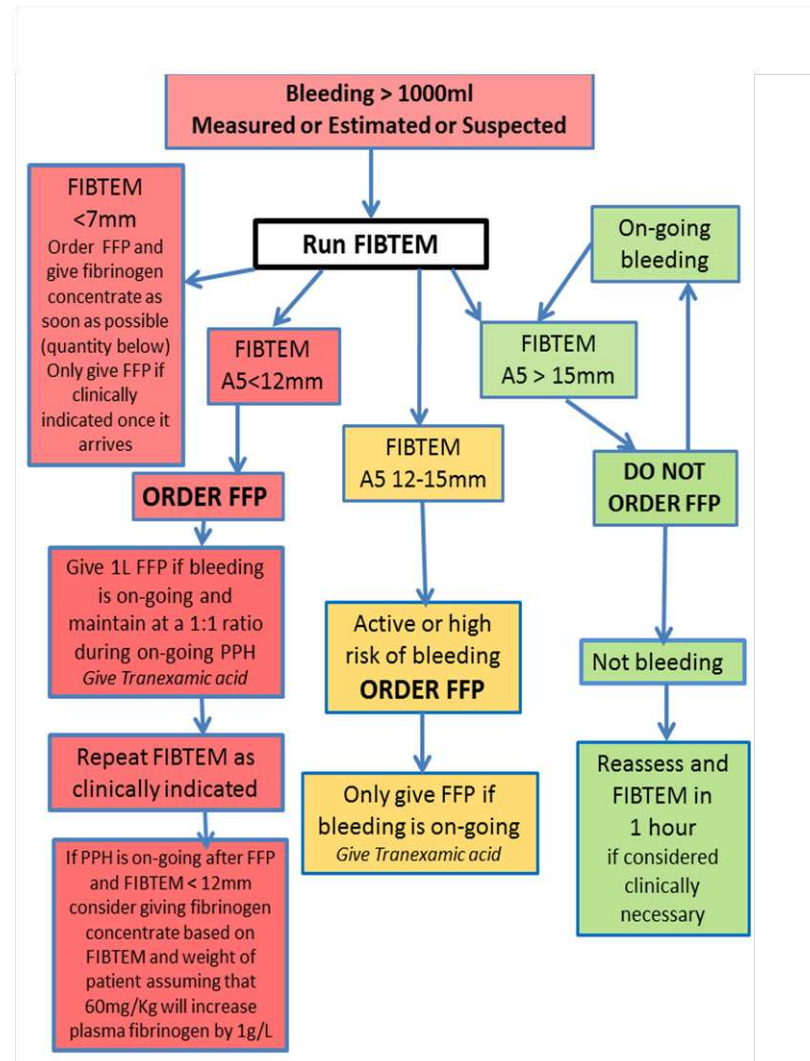 Bleeding > 1000ml
Measured or Estimated or Suspected
FIBTEM
<7mm
Order FFP and
give fibrinogen
concentrate as
soon as possible
(quantity below)
Only give FFP if
clinically
indicated once it
arrives
Run FIBTEM
On-going
bleeding
FIBTEM
A5<12mm
FIBTEM
A5 12-15mm
FIBTEM
A5 > 15mm
ORDER FFP
DO NOT
ORDER FFP
Give 1L FFP if bleeding
is on-going and
maintain at a 1:1 ratio
during on-going PPH
Give Tranexamic acid
Active or high
risk of bleeding
ORDER FFP
Not bleeding
Repeat FIBTEM as
clinically indicated
Only give FFP if
bleeding is on-going
Give Tranexamic acid
Reassess and
FIBTEM in
1 hour
if considered
clinically
necessary
If PPH is on-going after FFP
and FIBTEM < 12mm
consider giving fibrinogen
concentrate based on
FIBTEM and weight of
patient assuming that
60mg/Kg will increase
plasma fibrinogen by 1g/L